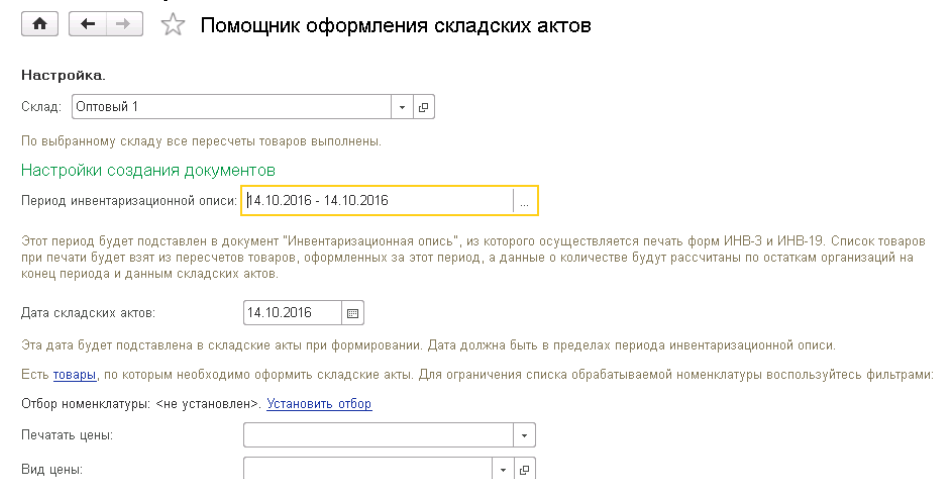 Помощник оформления складских актов
Настройка.
Склад: Оптовый 1
По выбранному складу все пересчеты товаров выполнены.
Настройки создания документов
Период инвентаризационной описи: 14.10.2016 - 14.10.2016 ...
Этот период будет подставлен в документ "Инвентаризационная опись", из которого осуществляется печать форм ИНВ-3 и ИНВ-19. Список товаров
при печати будет взят из пересчетов товаров, оформленных за этот период, а данные о количестве будут рассчитаны по остаткам организаций на
конец периода и данным складских актов.
Дата складских актов: 14.10.2016
Эта дата будет подставлена в складские акты при формировании. Дата должна быть в пределах периода инвентаризационной описи.
Есть товары, по которым необходимо оформить складские акты. Для ограничения списка обрабатываемой номенклатуры воспользуйтесь фильтрами:
Отбор номенклатуры: <не установлен>. Установить отбор
Печатать цены:
Вид цены: